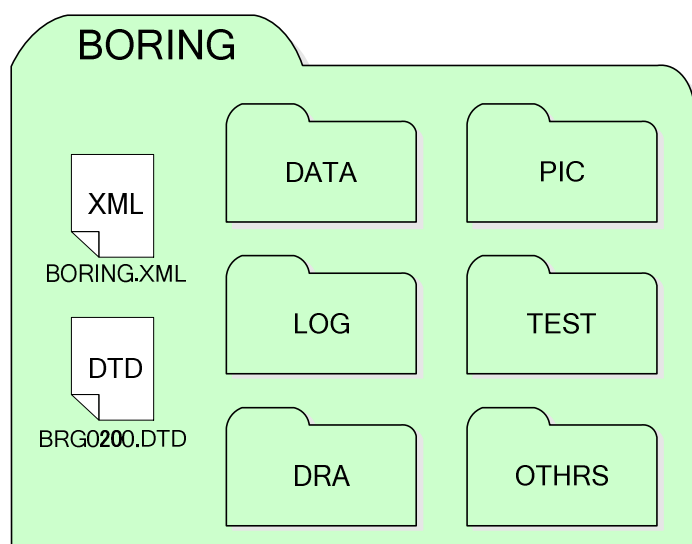 BORING
XML
BORING.XML
DTD
BRG0200.DTD
DATA
PIC
LOG
TEST
DRA
OTHRS